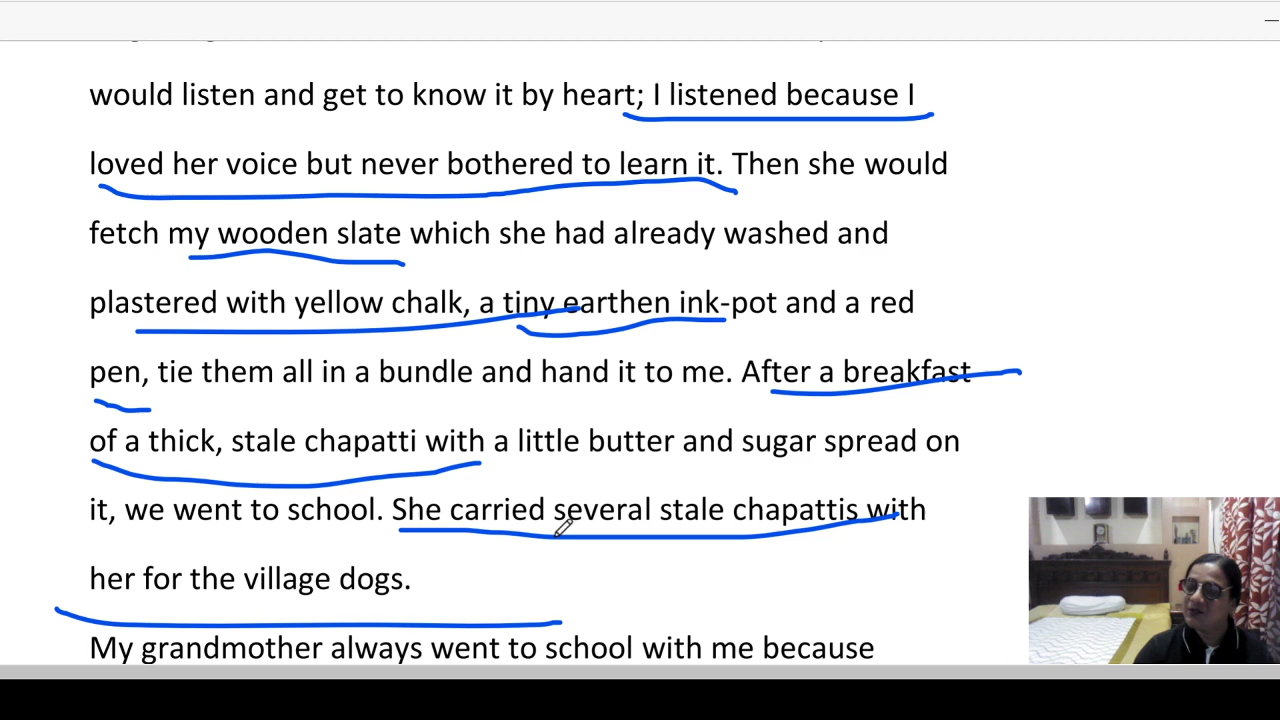 would listen and get to know it by heart; I listened because I
loved her voice but never bothered to learn it. Then she would
fetch my wooden slate which she had already washed and
plastered with yellow chalk, a tiny earthen ink-pot and a red
pen, tie them all in a bundle and hand it to me. After a breakfast
of a thick, stale chapatti with a little butter and sugar spread on
it, we went to school. She carried several stale chapattis with
her for the village dogs.
My grandmother always went to school with me because